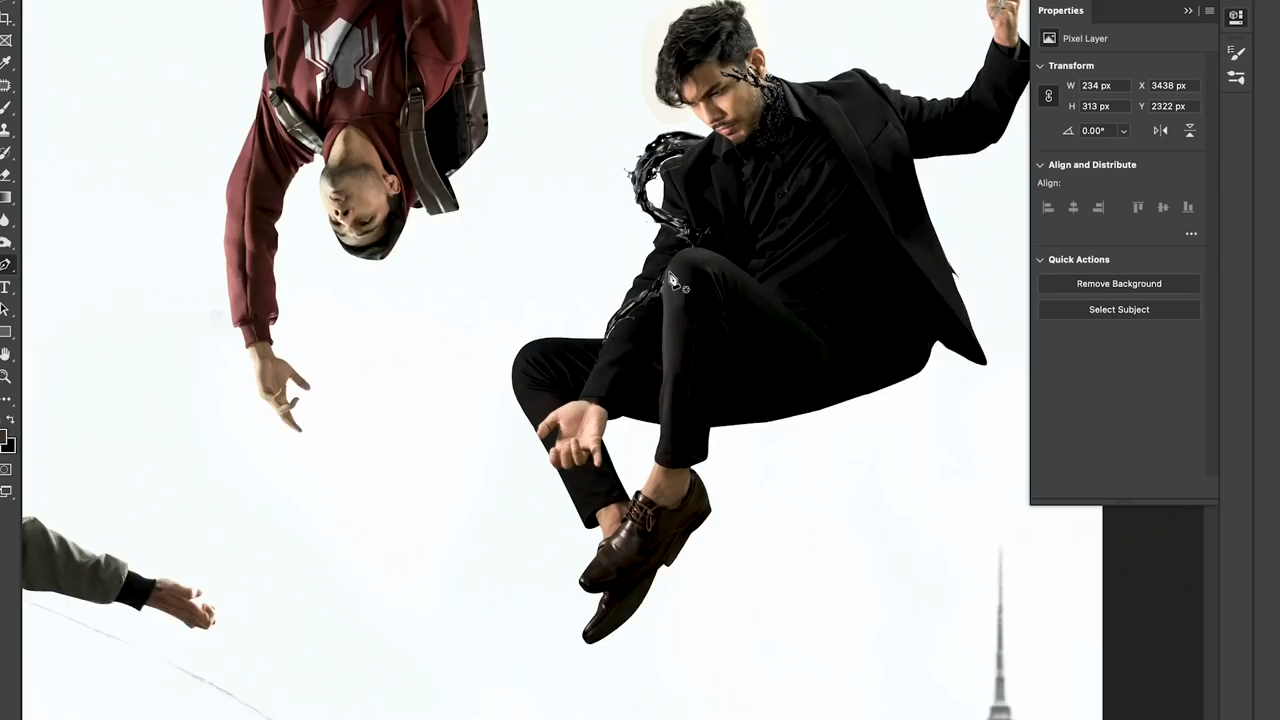 Properties
Pixel Layer
Transform
W 234 px X 3438 px
H 313 px Y 2322 px
0.00°
Align and Distribute
Align:
Quick Actions
Remove Background
Select Subject